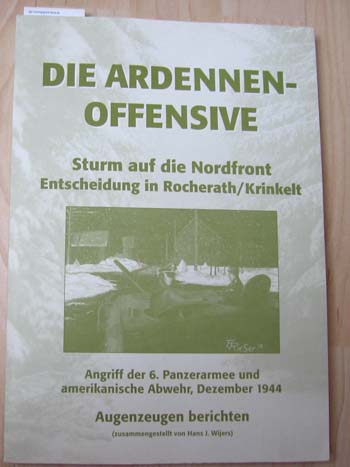 DIE ARDENNEN-
OFFENSIVE
Sturm auf die Nordfront
Entscheidung in Rocherath/Krinkelt
Angriff der 6. Panzerarmee und
amerikanische Abwehr, Dezember 1944
Augenzeugen berichten
(zusammengestellt von Hans J. Wijers)